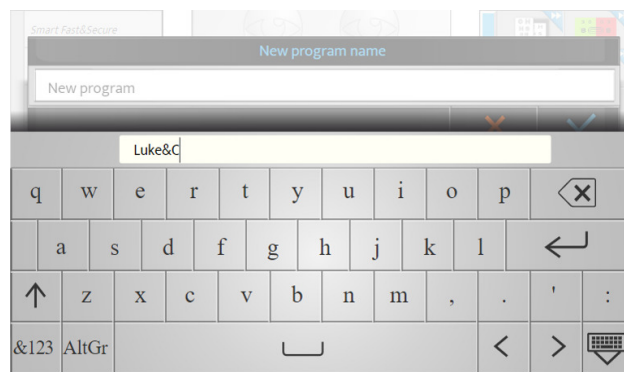 Smart Fast&Secure
New program name
New program
Luke&C
q w e r t y u i o p
a s d f g h j k l
z x c v b n m , . ' :
&123 AltGr < >